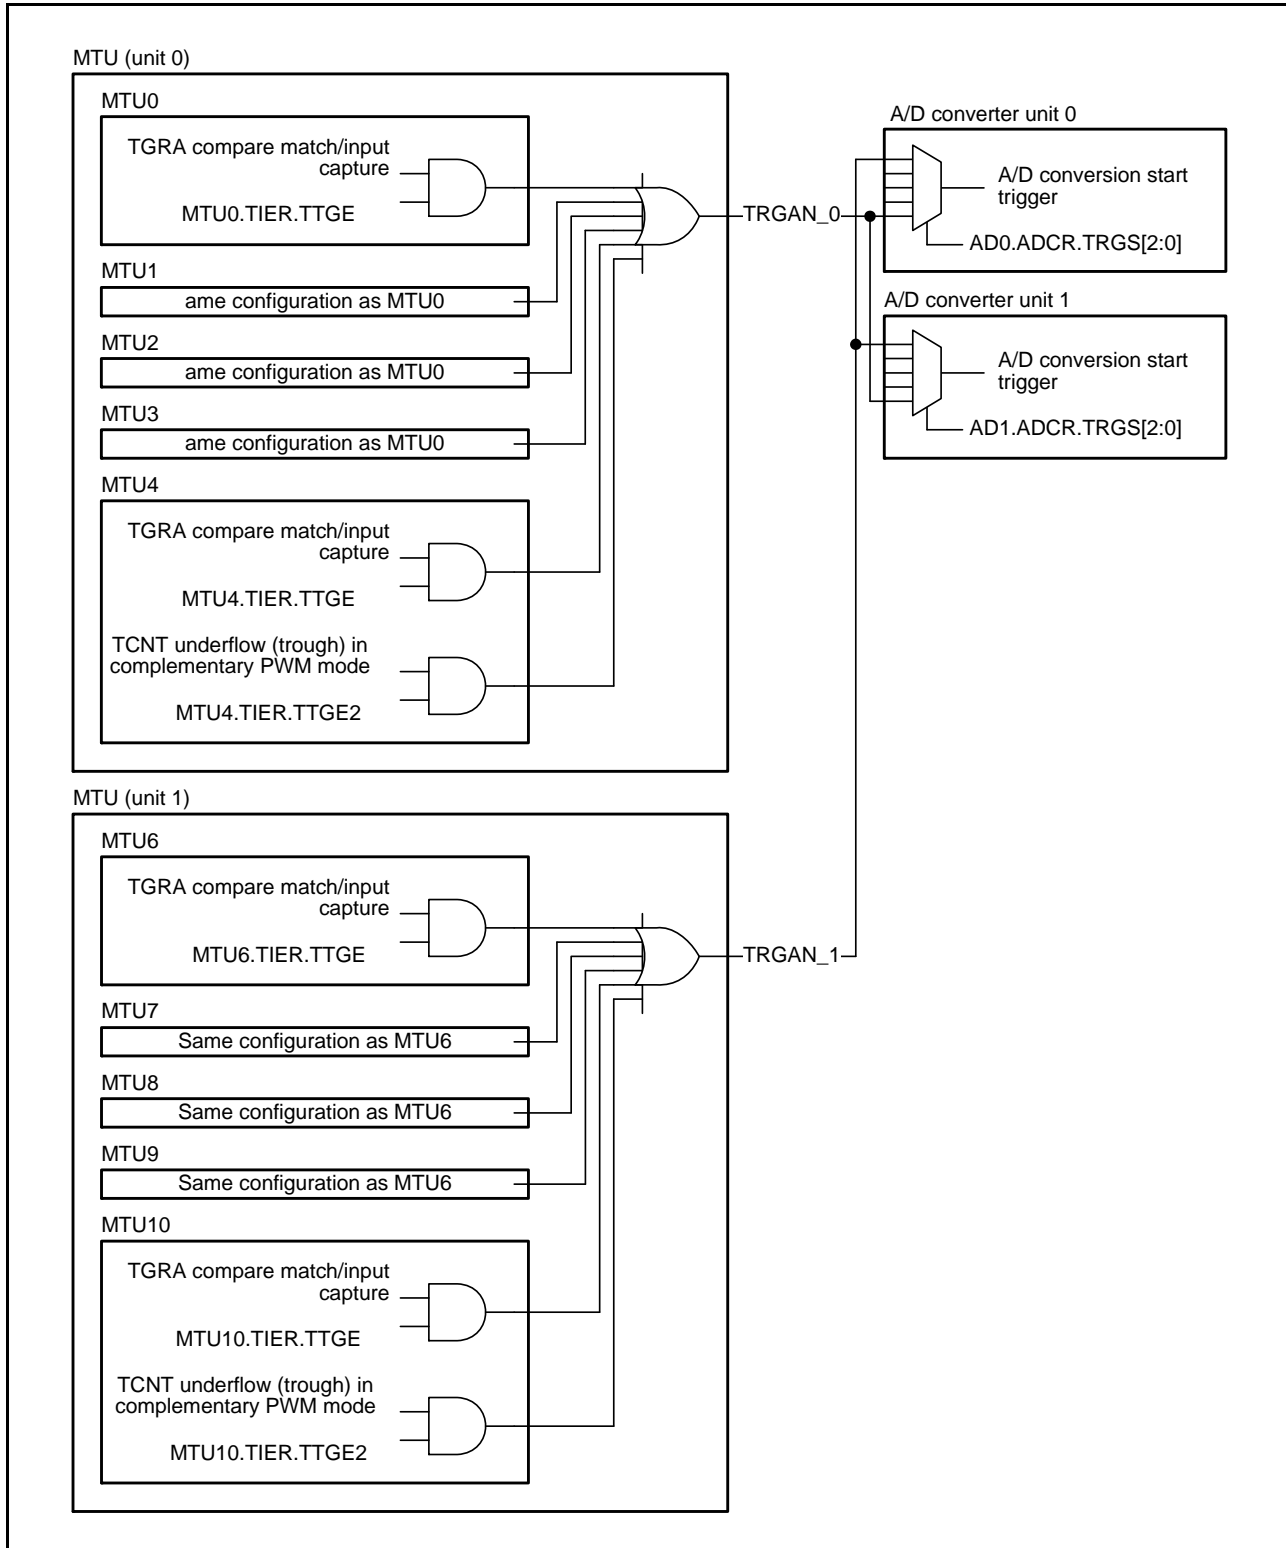 MTU (unit 0)
MTU0
TGRA compare match/input
capture
MTU0.TIER.TTGE
MTU1
ame configuration as MTU0
MTU2
ame configuration as MTU0
MTU3
ame configuration as MTU0
MTU4
TGRA compare match/input
capture
MTU4.TIER.TTGE
TCNT underflow (trough) in
complementary PWM mode
MTU4.TIER.TTGE2
TRGAN_0
A/D converter unit 0
A/D conversion start
trigger
AD0.ADCR.TRGS[2:0]
A/D converter unit 1
A/D conversion start
trigger
AD1.ADCR.TRGS[2:0]
MTU (unit 1)
MTU6
TGRA compare match/input
capture
MTU6.TIER.TTGE
MTU7
Same configuration as MTU6
MTU8
Same configuration as MTU6
MTU9
Same configuration as MTU6
MTU10
TGRA compare match/input
capture
MTU10.TIER.TTGE
TCNT underflow (trough) in
complementary PWM mode
MTU10.TIER.TTGE2
TRGAN_1